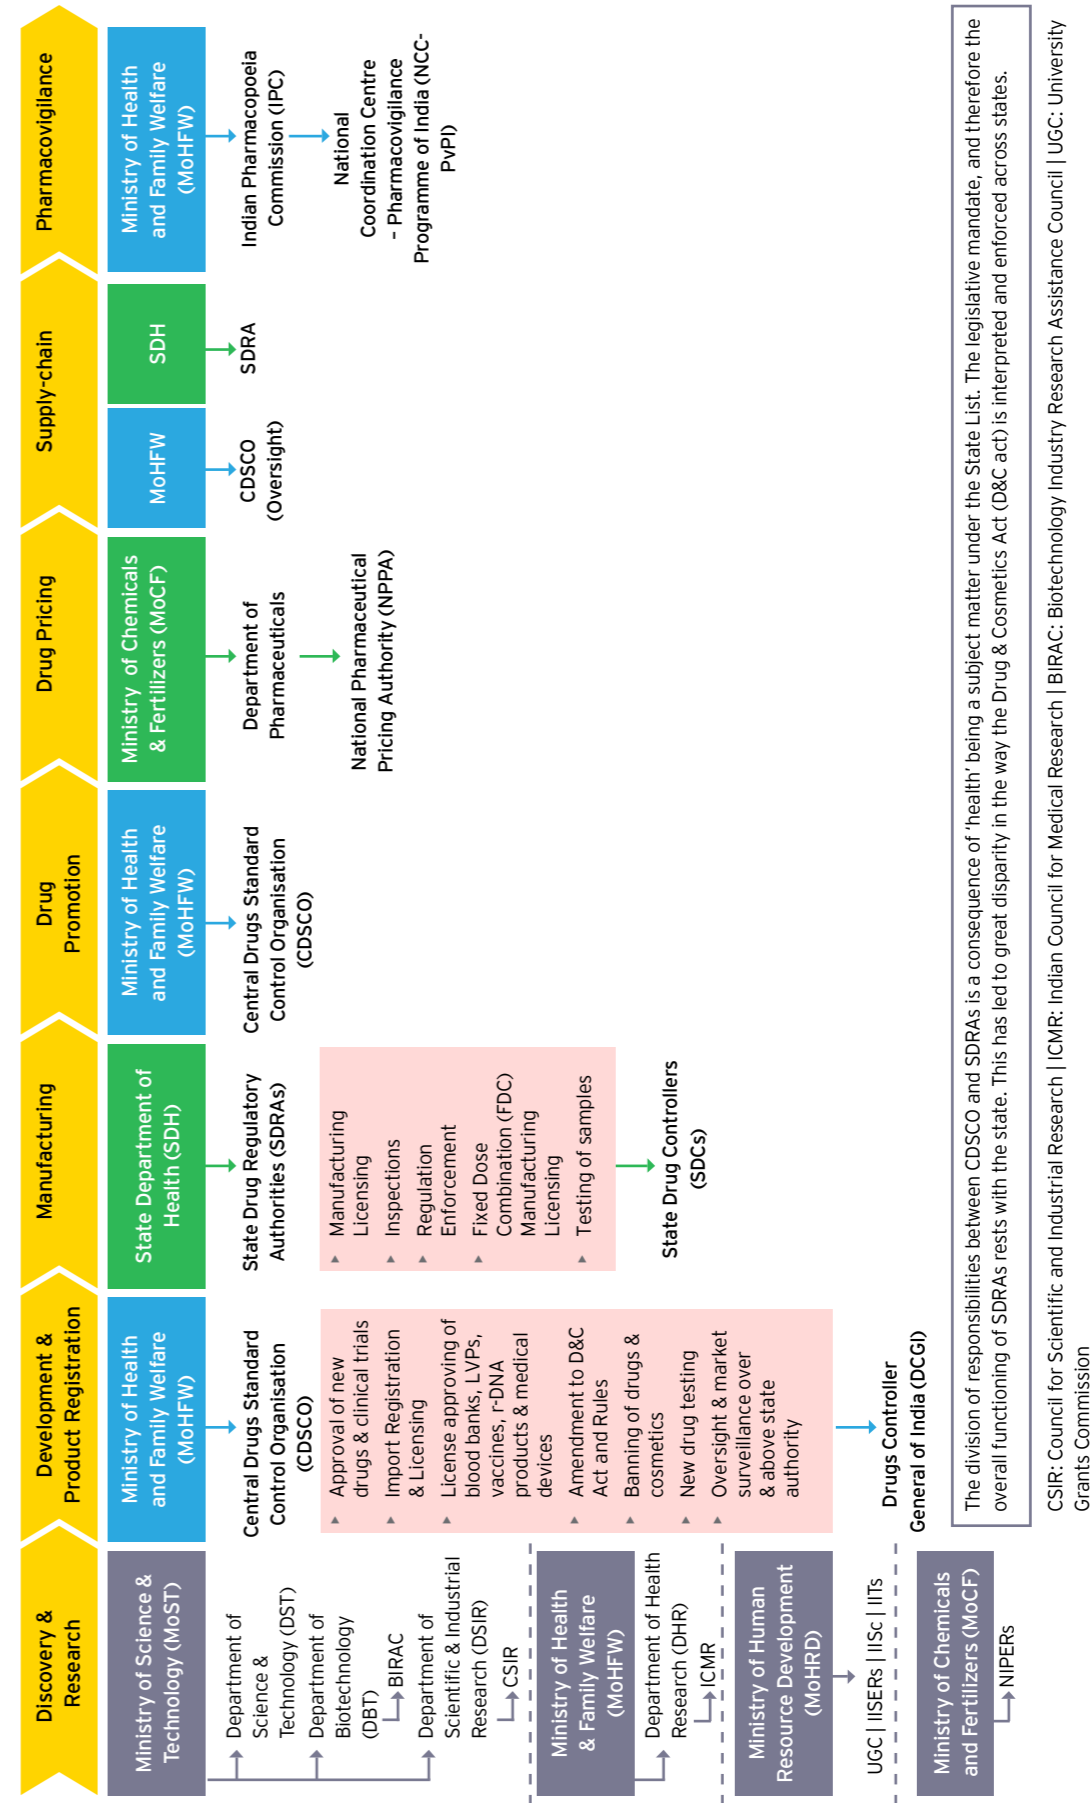 Discovery &
Research
Ministry of Science &
Technology (MoST)
Department of
Science &
Technology (DST)
Department of
Biotechnology
(DBT)
BIRAC
Department of
Scientific & Industrial
Research (DSIR)
CSIR
Ministry of Health
& Family Welfare
(MoHFW)
Department of Health
Research (DHR)
ICMR
Ministry of Human
Resource Development
(MoHRD)
UGC | IISERs | IISc | IITs
Ministry of Chemicals
and Fertilizers (MoCF)
NIPERs
Development &
Product Registration
Ministry of Health
and Family Welfare
(MoHFW)
Central Drugs Standard
Control Organisation
(CDSCO)
Approval of new
drugs & clinical trials
Import Registration
& Licensing
License approving of
blood banks, LVPs,
vaccines, r-DNA
products & medical
devices
Amendment to D&C
Act and Rules
Banning of drugs &
cosmetics
New drug testing
Oversight & market
surveillance over
& above state
authority
Drugs Controller
General of India (DCGI)
Manufacturing
State Department of
Health (SDH)
State Drug Regulatory
Authorities (SDRAs)
Manufacturing
Licensing
Inspections
Regulation
Enforcement
Fixed Dose
Combination (FDC)
Manufacturing
Licensing
Testing of samples
State Drug Controllers
(SDCs)
Drug
Promotion
Ministry of Health
and Family Welfare
(MoHFW)
Central Drugs Standard
Control Organisation
(CDSCO)
Drug Pricing
Ministry of Chemicals
& Fertilizers (MoCF)
Department of
Pharmaceuticals
National Pharmaceutical
Pricing Authority (NPPA)
Supply-chain
MoHFW
CDSCO
(Oversight)
SDH
SDRA
Pharmacovigilance
Ministry of Health
and Family Welfare
(MoHFW)
Indian Pharmacopoeia
Commission (IPC)
National
Coordination Centre
– Pharmacovigilance
Programme of India (NCC-
PvPI)
The division of responsibilities between CDSCO and SDRAs is a consequence of ‘health’ being a subject matter under the State List. The legislative mandate, and therefore the
overall functioning of SDRAs rests with the state. This has led to great disparity in the way the Drug & Cosmetics Act (D&C act) is interpreted and enforced across states.
CSIR: Council for Scientific and Industrial Research | ICMR: Indian Council for Medical Research | BIRAC: Biotechnology Industry Research Assistance Council | UGC: University
Grants Commission